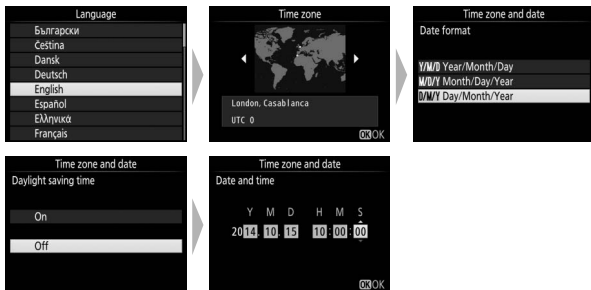 Language
Български
Čeština
Dansk
Deutsch
English
Español
Ελληνικά
Français
Time zone
London, Casablanca
UTC 0
OK OK
Time zone and date
Date format
Y/M/D Year/Month/Day
M/D/Y Month/Day/Year
D/M/Y Day/Month/Year
Time zone and date
Daylight saving time
On
Off
Time zone and date
Date and time
Y M D H M S
2014. 10. 15 10:00:00
OK OK